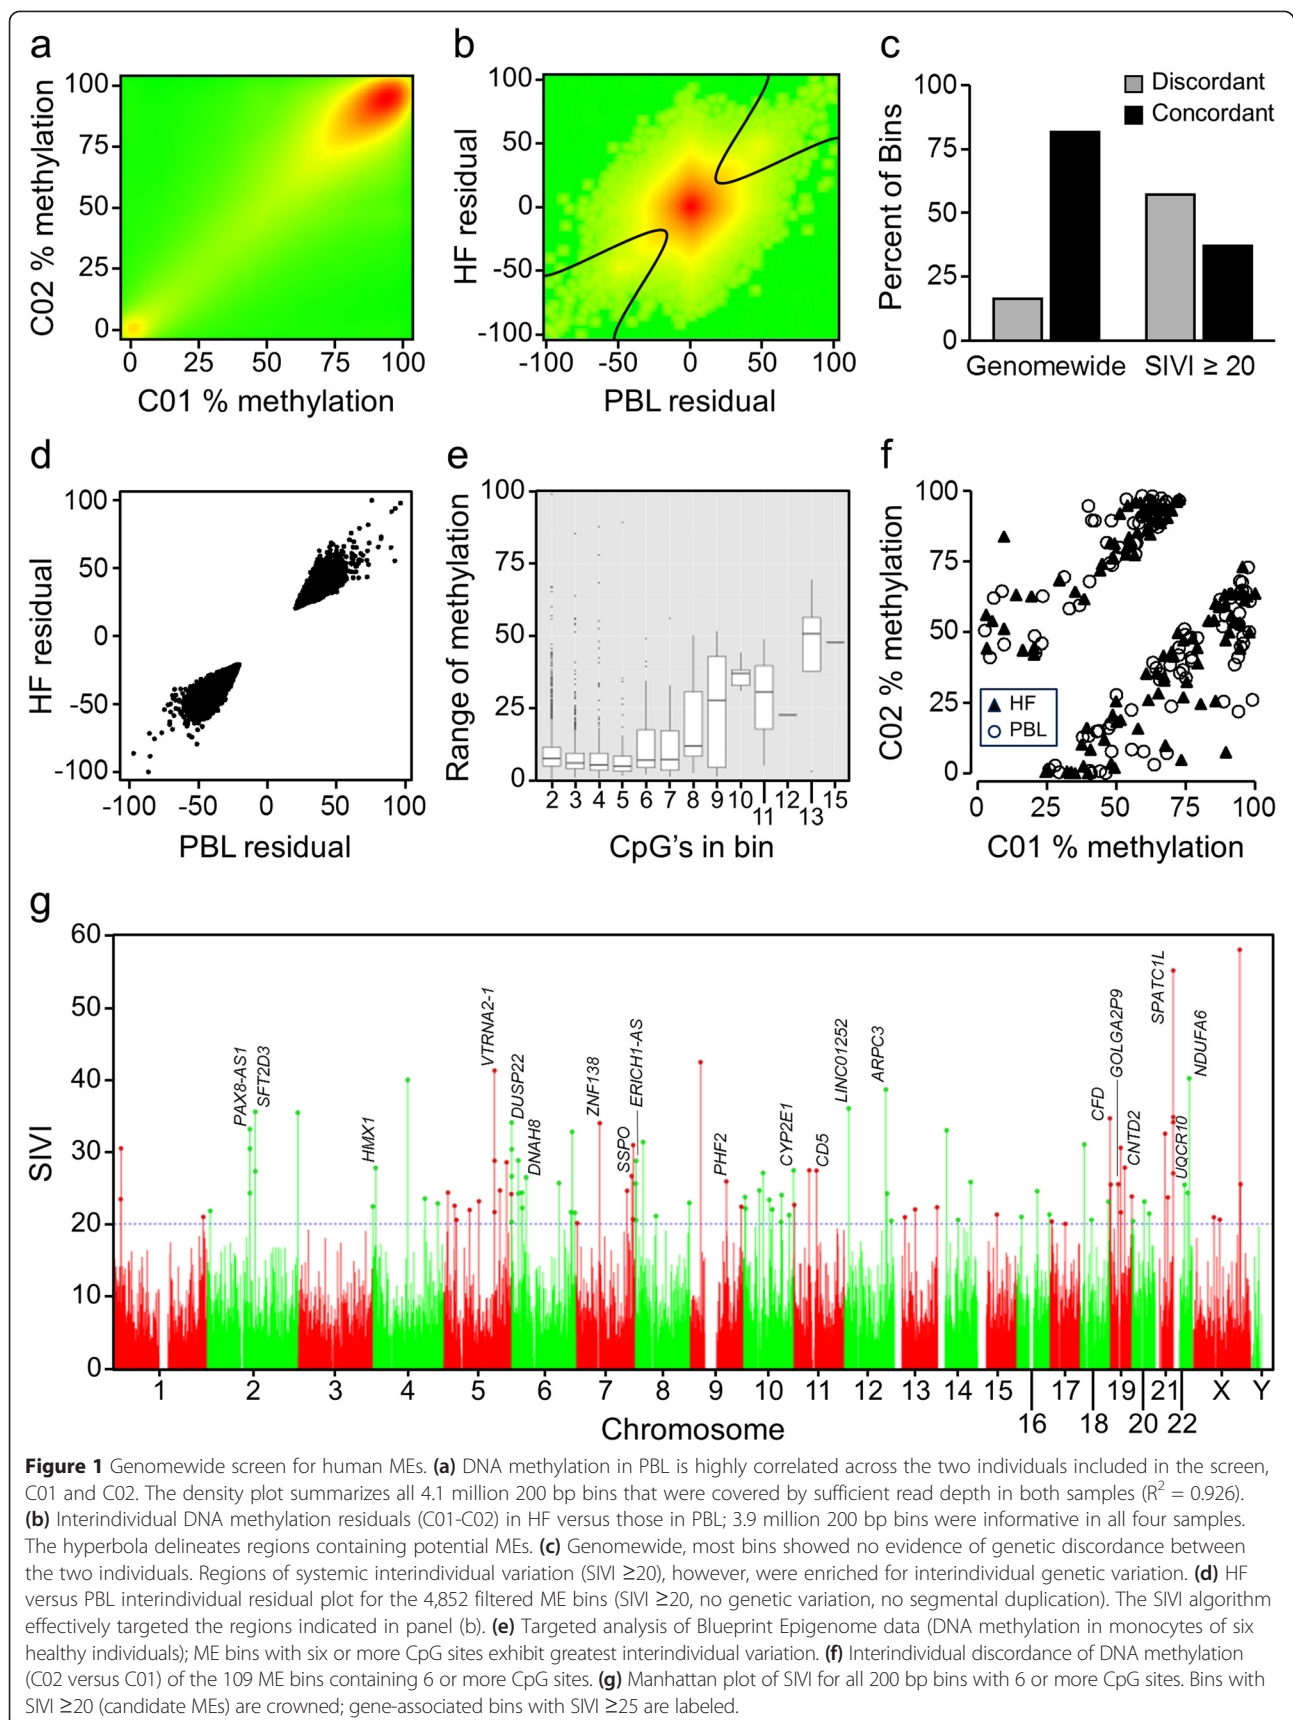 a
C02 % methylation
100
75
50
25
0
0 25 50 75 100
C01 % methylation
b
HF residual
100
50
0
-50
-100
-100 -50 0 50 100
PBL residual
c
Percent of Bins
100
75
50
25
0
Discordant
Concordant
Genomewide SIVI ≥ 20
d
HF residual
100
50
0
-50
-100
-100 -50 0 50 100
PBL residual
e
Range of methylation
100
75
50
25
0
2 3 4 5 6 7 8 9 10 11 12 13 15
CpG's in bin
f
C02 % methylation
100
75
50
25
0
HF
PBL
0 25 50 75 100
C01 % methylation
g
SIVI
60
50
40
30
20
10
0
PAX8-AS1
SFT2D3
HMX1
VTRNA2-1
DUSP22
DNAH8
ZNF138
SSPO
ERICH1-AS
PHF2
CYP2E1
CD5
LINC01252
ARPC3
CFD
GOLGA2P9
CNTD2
SPATC1L
UQCR10
NDUFA6
1 2 3 4 5 6 7 8 9 10 11 12 13 14 15 16 17 18 19 20 21 22 X Y
Chromosome
Figure 1 Genomewide screen for human MEs. (a) DNA methylation in PBL is highly correlated across the two individuals included in the screen,
C01 and C02. The density plot summarizes all 4.1 million 200 bp bins that were covered by sufficient read depth in both samples (R² = 0.926).
(b) Interindividual DNA methylation residuals (C01-C02) in HF versus those in PBL; 3.9 million 200 bp bins were informative in all four samples.
The hyperbola delineates regions containing potential MEs. (c) Genomewide, most bins showed no evidence of genetic discordance between
the two individuals. Regions of systemic interindividual variation (SIVI ≥20), however, were enriched for interindividual genetic variation. (d) HF
versus PBL interindividual residual plot for the 4,852 filtered ME bins (SIVI ≥20, no genetic variation, no segmental duplication). The SIVI algorithm
effectively targeted the regions indicated in panel (b). (e) Targeted analysis of Blueprint Epigenome data (DNA methylation in monocytes of six
healthy individuals); ME bins with six or more CpG sites exhibit greatest interindividual variation. (f) Interindividual discordance of DNA methylation
(C02 versus C01) of the 109 ME bins containing 6 or more CpG sites. (g) Manhattan plot of SIVI for all 200 bp bins with 6 or more CpG sites. Bins with
SIVI ≥20 (candidate MEs) are crowned; gene-associated bins with SIVI ≥25 are labeled.